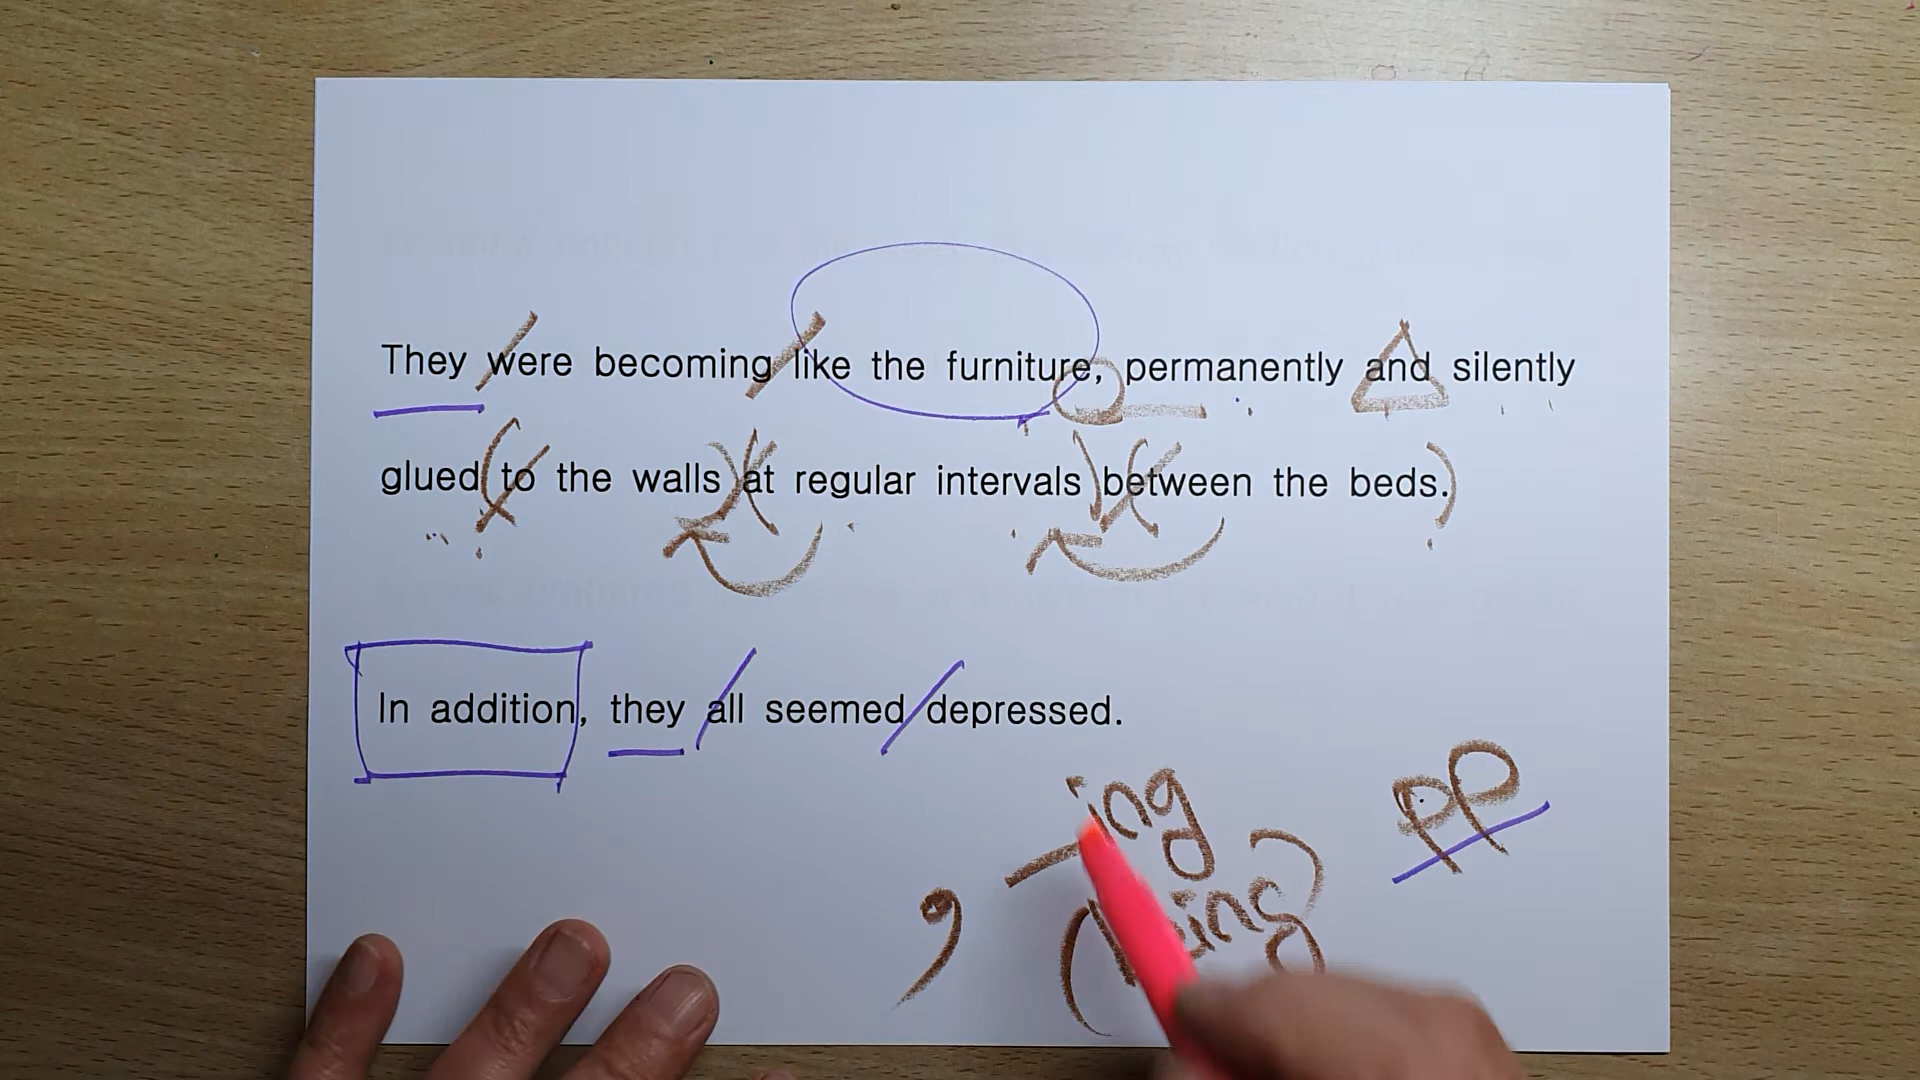 They were becoming like the furniture, permanently and silently
glued to the walls at regular intervals between the beds.
In addition, they all seemed depressed.
ing
PP
,